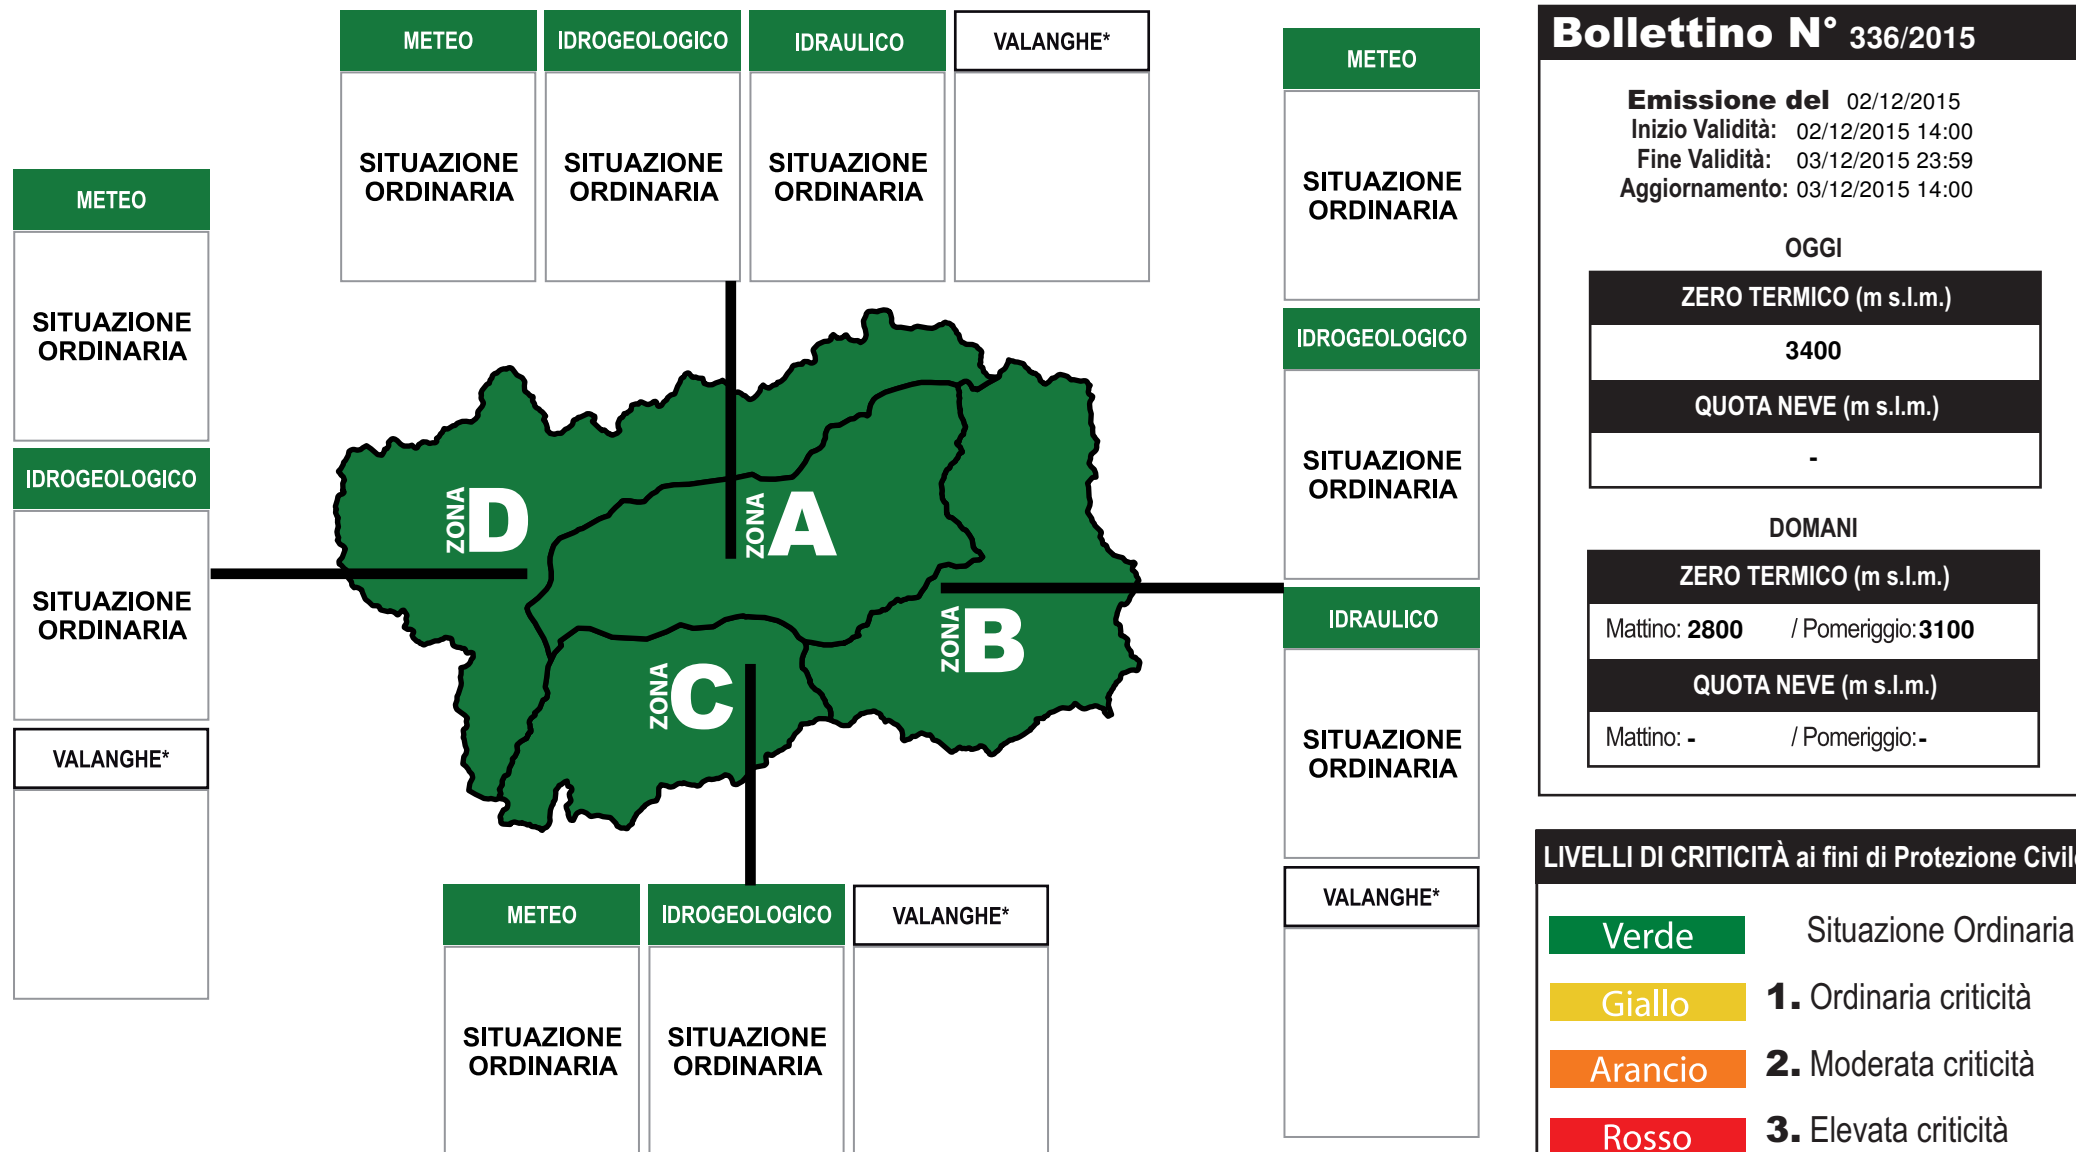 METEO
IDROGEOLOGICO
IDRAULICO
VALANGHE*
SITUAZIONE
ORDINARIA
SITUAZIONE
ORDINARIA
SITUAZIONE
ORDINARIA
METEO
SITUAZIONE
ORDINARIA
IDROGEOLOGICO
SITUAZIONE
ORDINARIA
VALANGHE*
ZONA D
ZONA A
ZONA B
ZONA C
METEO
SITUAZIONE
ORDINARIA
IDROGEOLOGICO
SITUAZIONE
ORDINARIA
IDRAULICO
SITUAZIONE
ORDINARIA
VALANGHE*
METEO
IDROGEOLOGICO
VALANGHE*
SITUAZIONE
ORDINARIA
SITUAZIONE
ORDINARIA
Bollettino N° 336/2015
Emissione del 02/12/2015
Inizio Validità: 02/12/2015 14:00
Fine Validità: 03/12/2015 23:59
Aggiornamento: 03/12/2015 14:00
OGGI
ZERO TERMICO (m s.l.m.)
3400
QUOTA NEVE (m s.l.m.)
-
DOMANI
ZERO TERMICO (m s.l.m.)
Mattino: 2800 / Pomeriggio: 3100
QUOTA NEVE (m s.l.m.)
Mattino: - / Pomeriggio: -
LIVELLI DI CRITICITÀ ai fini di Protezione Civile
Verde Situazione Ordinaria
Giallo 1. Ordinaria criticità
Arancio 2. Moderata criticità
Rosso 3. Elevata criticità